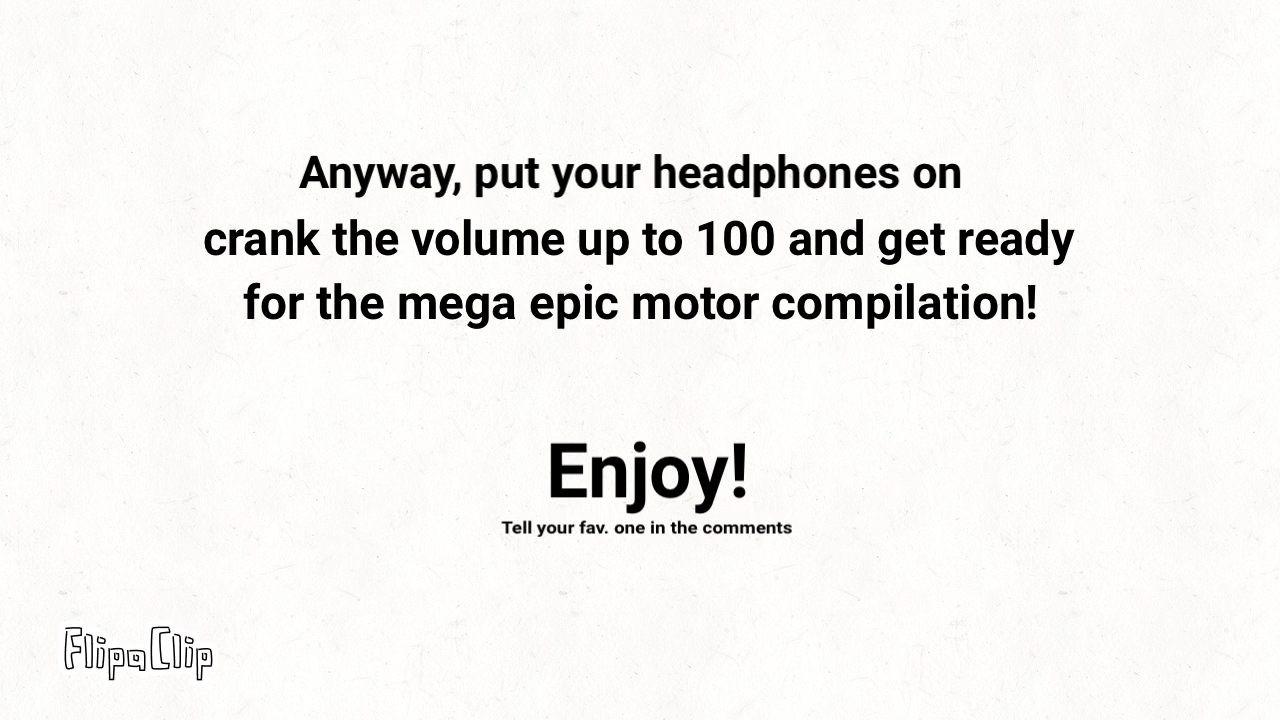 Anyway, put your headphones on
crank the volume up to 100 and get ready
for the mega epic motor compilation!
Enjoy!
Tell your fav. one in the comments
FlipaClip